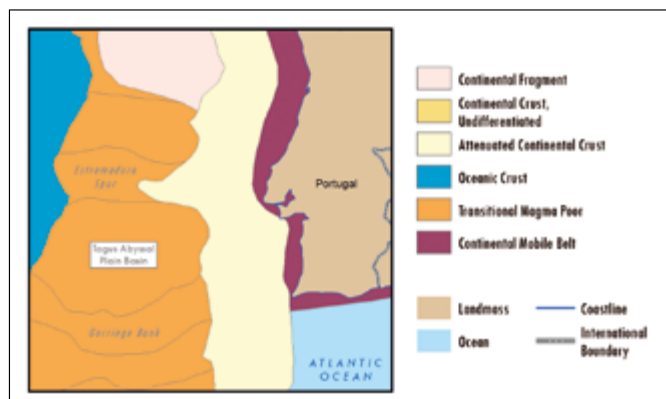 Portugal
Estremadura
Spur
Tagus Abyssal
Plain Basin
Gorringe Bank
ATLANTIC
OCEAN
Continental Fragment
Continental Crust,
Undifferentiated
Attenuated Continental Crust
Oceanic Crust
Transitional Magma Poor
Continental Mobile Belt
Landmass
Ocean
Coastline
International
Boundary